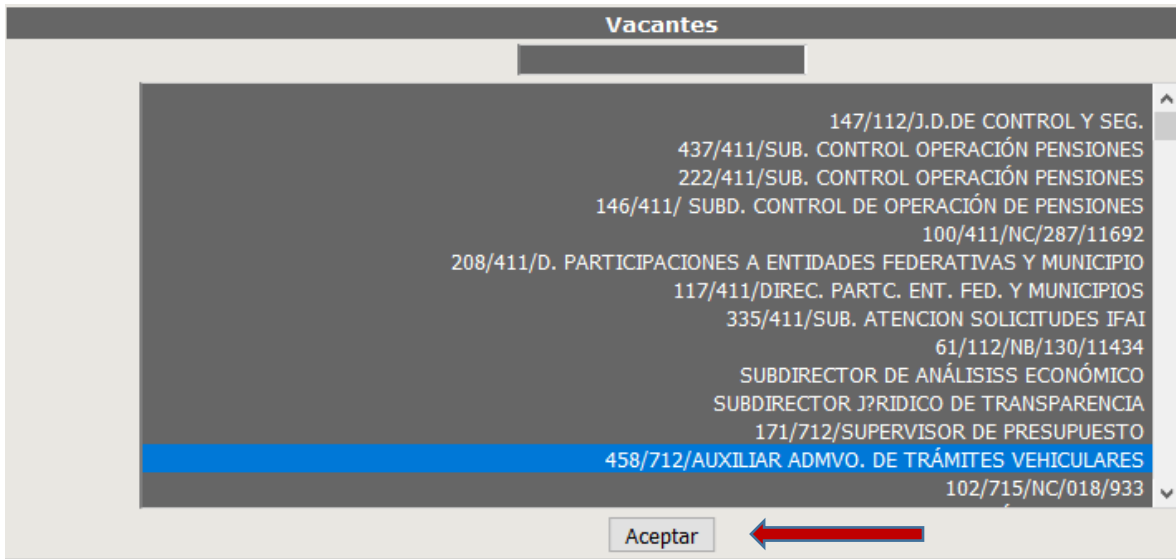 Vacantes
147/112/J.D.DE CONTROL Y SEG.
437/411/SUB. CONTROL OPERACIÓN PENSIONES
222/411/SUB. CONTROL OPERACIÓN PENSIONES
146/411/ SUBD. CONTROL DE OPERACIÓN DE PENSIONES
100/411/NC/287/11692
208/411/D. PARTICIPACIONES A ENTIDADES FEDERATIVAS Y MUNICIPIO
117/411/DIREC. PARTC. ENT. FED. Y MUNICIPIOS
335/411/SUB. ATENCION SOLICITUDES IFAI
61/112/NB/130/11434
SUBDIRECTOR DE ANÁLISISS ECONÓMICO
SUBDIRECTOR J?RIDICO DE TRANSPARENCIA
171/712/SUPERVISOR DE PRESUPUESTO
458/712/AUXILIAR ADMVO. DE TRÁMITES VEHICULARES
102/715/NC/018/933
Aceptar